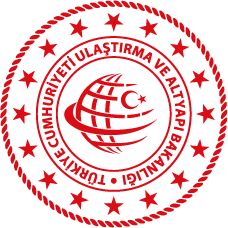 TÜRKİYE CUMHURİYETİ ULAŞTIRMA VE ALTYAPI BAKANLIĞI